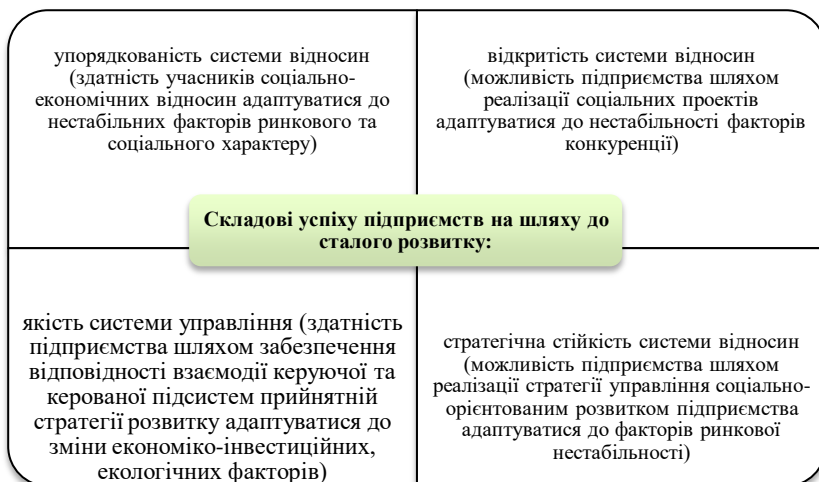 упорядкованість системи відносин
(здатність учасників соціально-
економічних відносин адаптуватися до
нестабільних факторів ринкового та
соціального характеру)
відкритість системи відносин
(можливість підприємства шляхом
реалізації соціальних проектів
адаптуватися до нестабільності факторів
конкуренції)
Складові успіху підприємств на шляху до
сталого розвитку:
якість системи управління (здатність
підприємства шляхом забезпечення
відповідності взаємодії керуючої та
керованої підсистем прийнятній
стратегії розвитку адаптуватися до
зміни економіко-інвестиційних,
екологічних факторів)
стратегічна стійкість системи відносин
(можливість підприємства шляхом
реалізації стратегії управління соціально-
орієнтованим розвитком підприємства
адаптуватися до факторів ринкової
нестабільності)